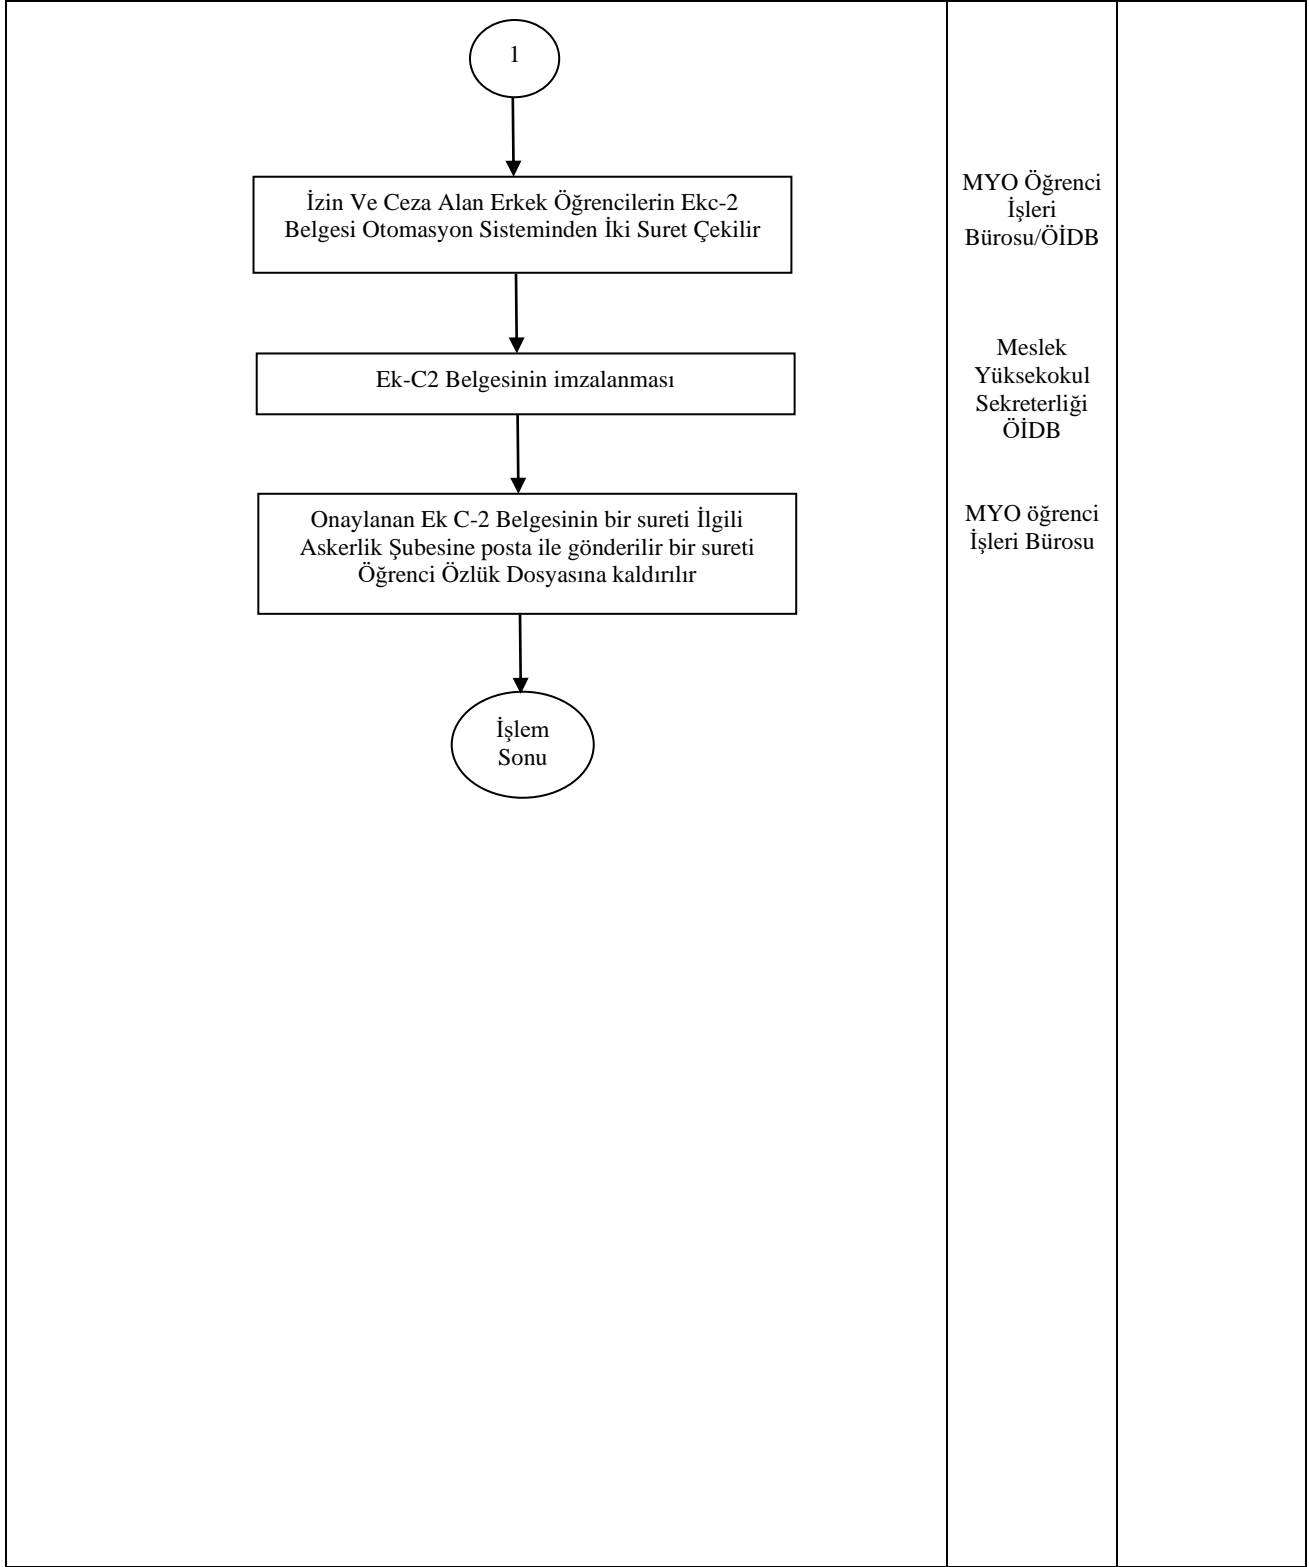 1
İzin Ve Ceza Alan Erkek Öğrencilerin Ekc-2
Belgesi Otomasyon Sisteminden İki Suret Çekilir
MYO Öğrenci
İşleri
Bürosu/ÖİDB
Ek-C2 Belgesinin imzalanması
Meslek
Yüksekokul
Sekreterliği
ÖİDB
Onaylanan Ek C-2 Belgesinin bir sureti İlgili
Askerlik Şubesine posta ile gönderilir bir sureti
Öğrenci Özlük Dosyasına kaldırılır
MYO öğrenci
İşleri Bürosu
İşlem
Sonu